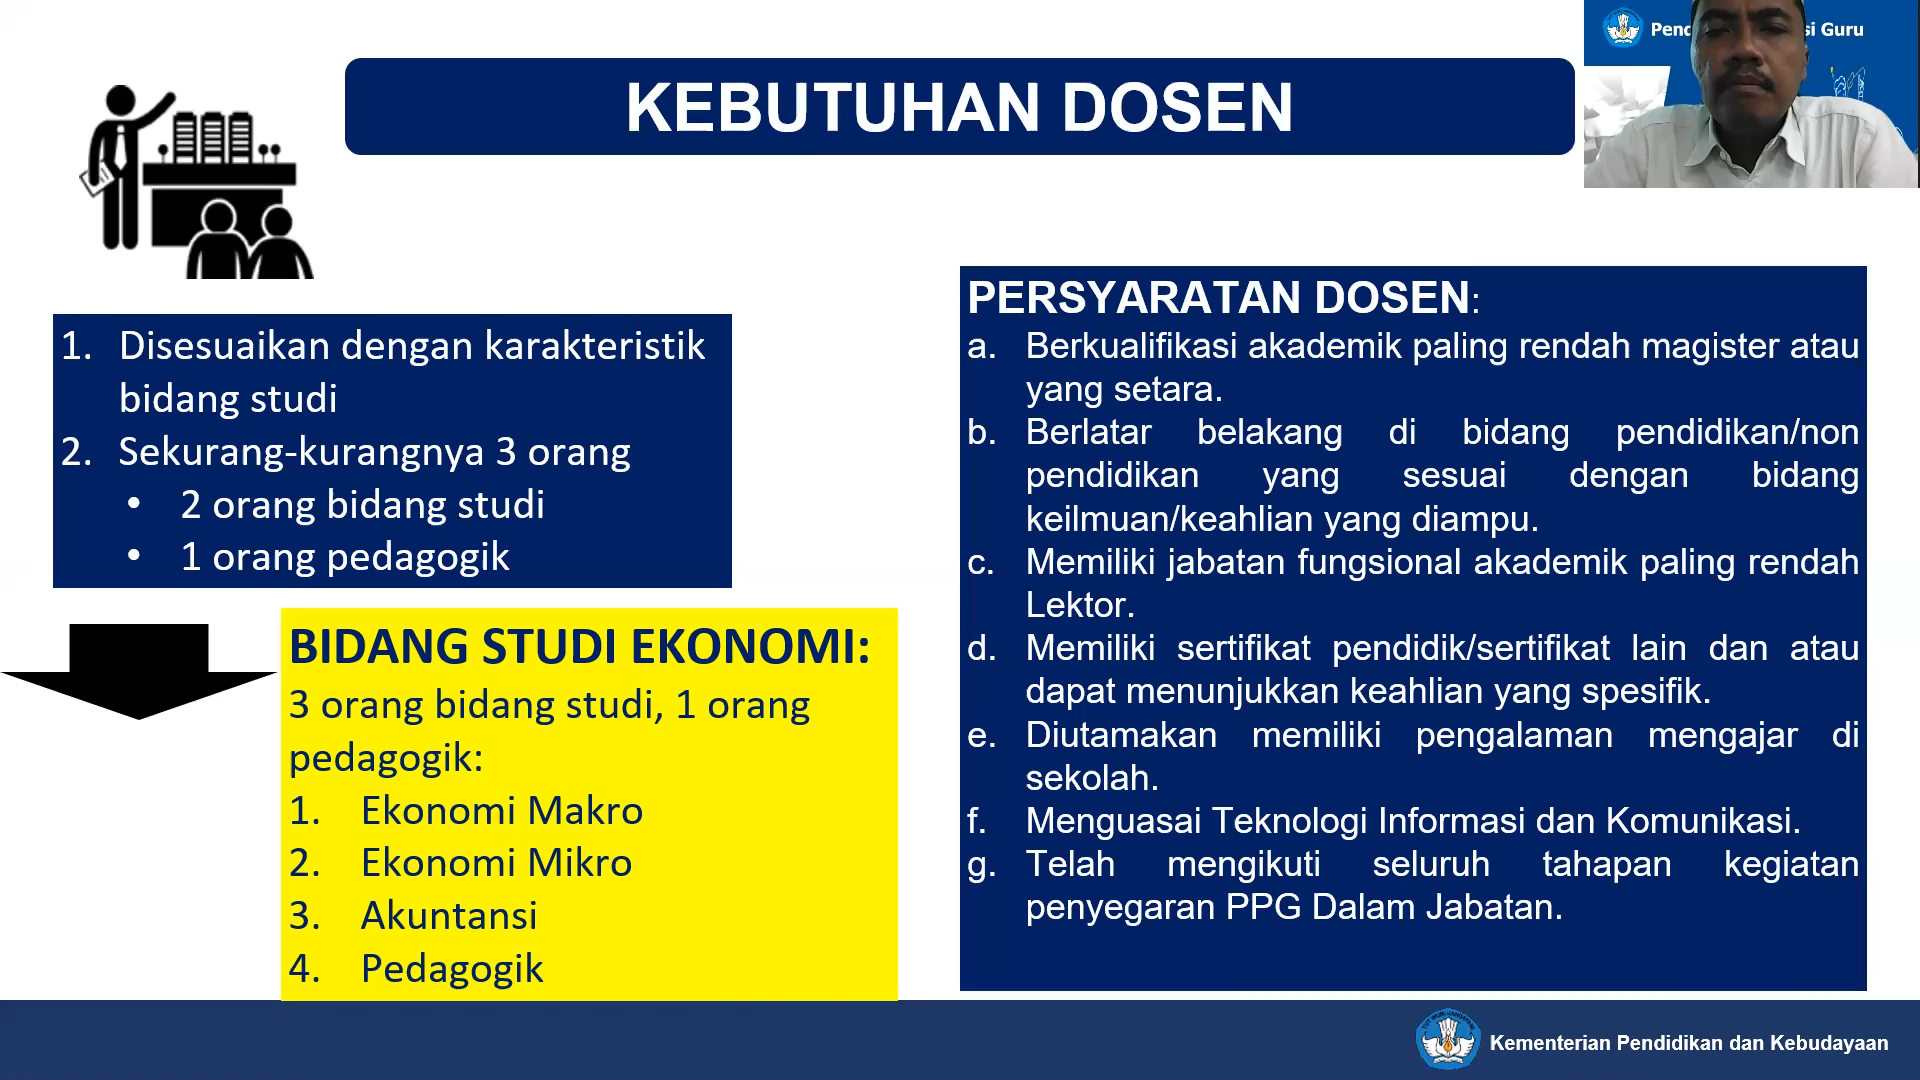 Pend si Guru
KEBUTUHAN DOSEN
1. Disesuaikan dengan karakteristik
bidang studi
2. Sekurang-kurangnya 3 orang
• 2 orang bidang studi
• 1 orang pedagogik
BIDANG STUDI EKONOMI:
3 orang bidang studi, 1 orang
pedagogik:
1. Ekonomi Makro
2. Ekonomi Mikro
3. Akuntansi
4. Pedagogik
PERSYARATAN DOSEN:
a. Berkualifikasi akademik paling rendah magister atau
yang setara.
b. Berlatar belakang di bidang pendidikan/non
pendidikan yang sesuai dengan bidang
keilmuan/keahlian yang diampu.
c. Memiliki jabatan fungsional akademik paling rendah
Lektor.
d. Memiliki sertifikat pendidik/sertifikat lain dan atau
dapat menunjukkan keahlian yang spesifik.
e. Diutamakan memiliki pengalaman mengajar di
sekolah.
f. Menguasai Teknologi Informasi dan Komunikasi.
g. Telah mengikuti seluruh tahapan kegiatan
penyegaran PPG Dalam Jabatan.
Kementerian Pendidikan dan Kebudayaan